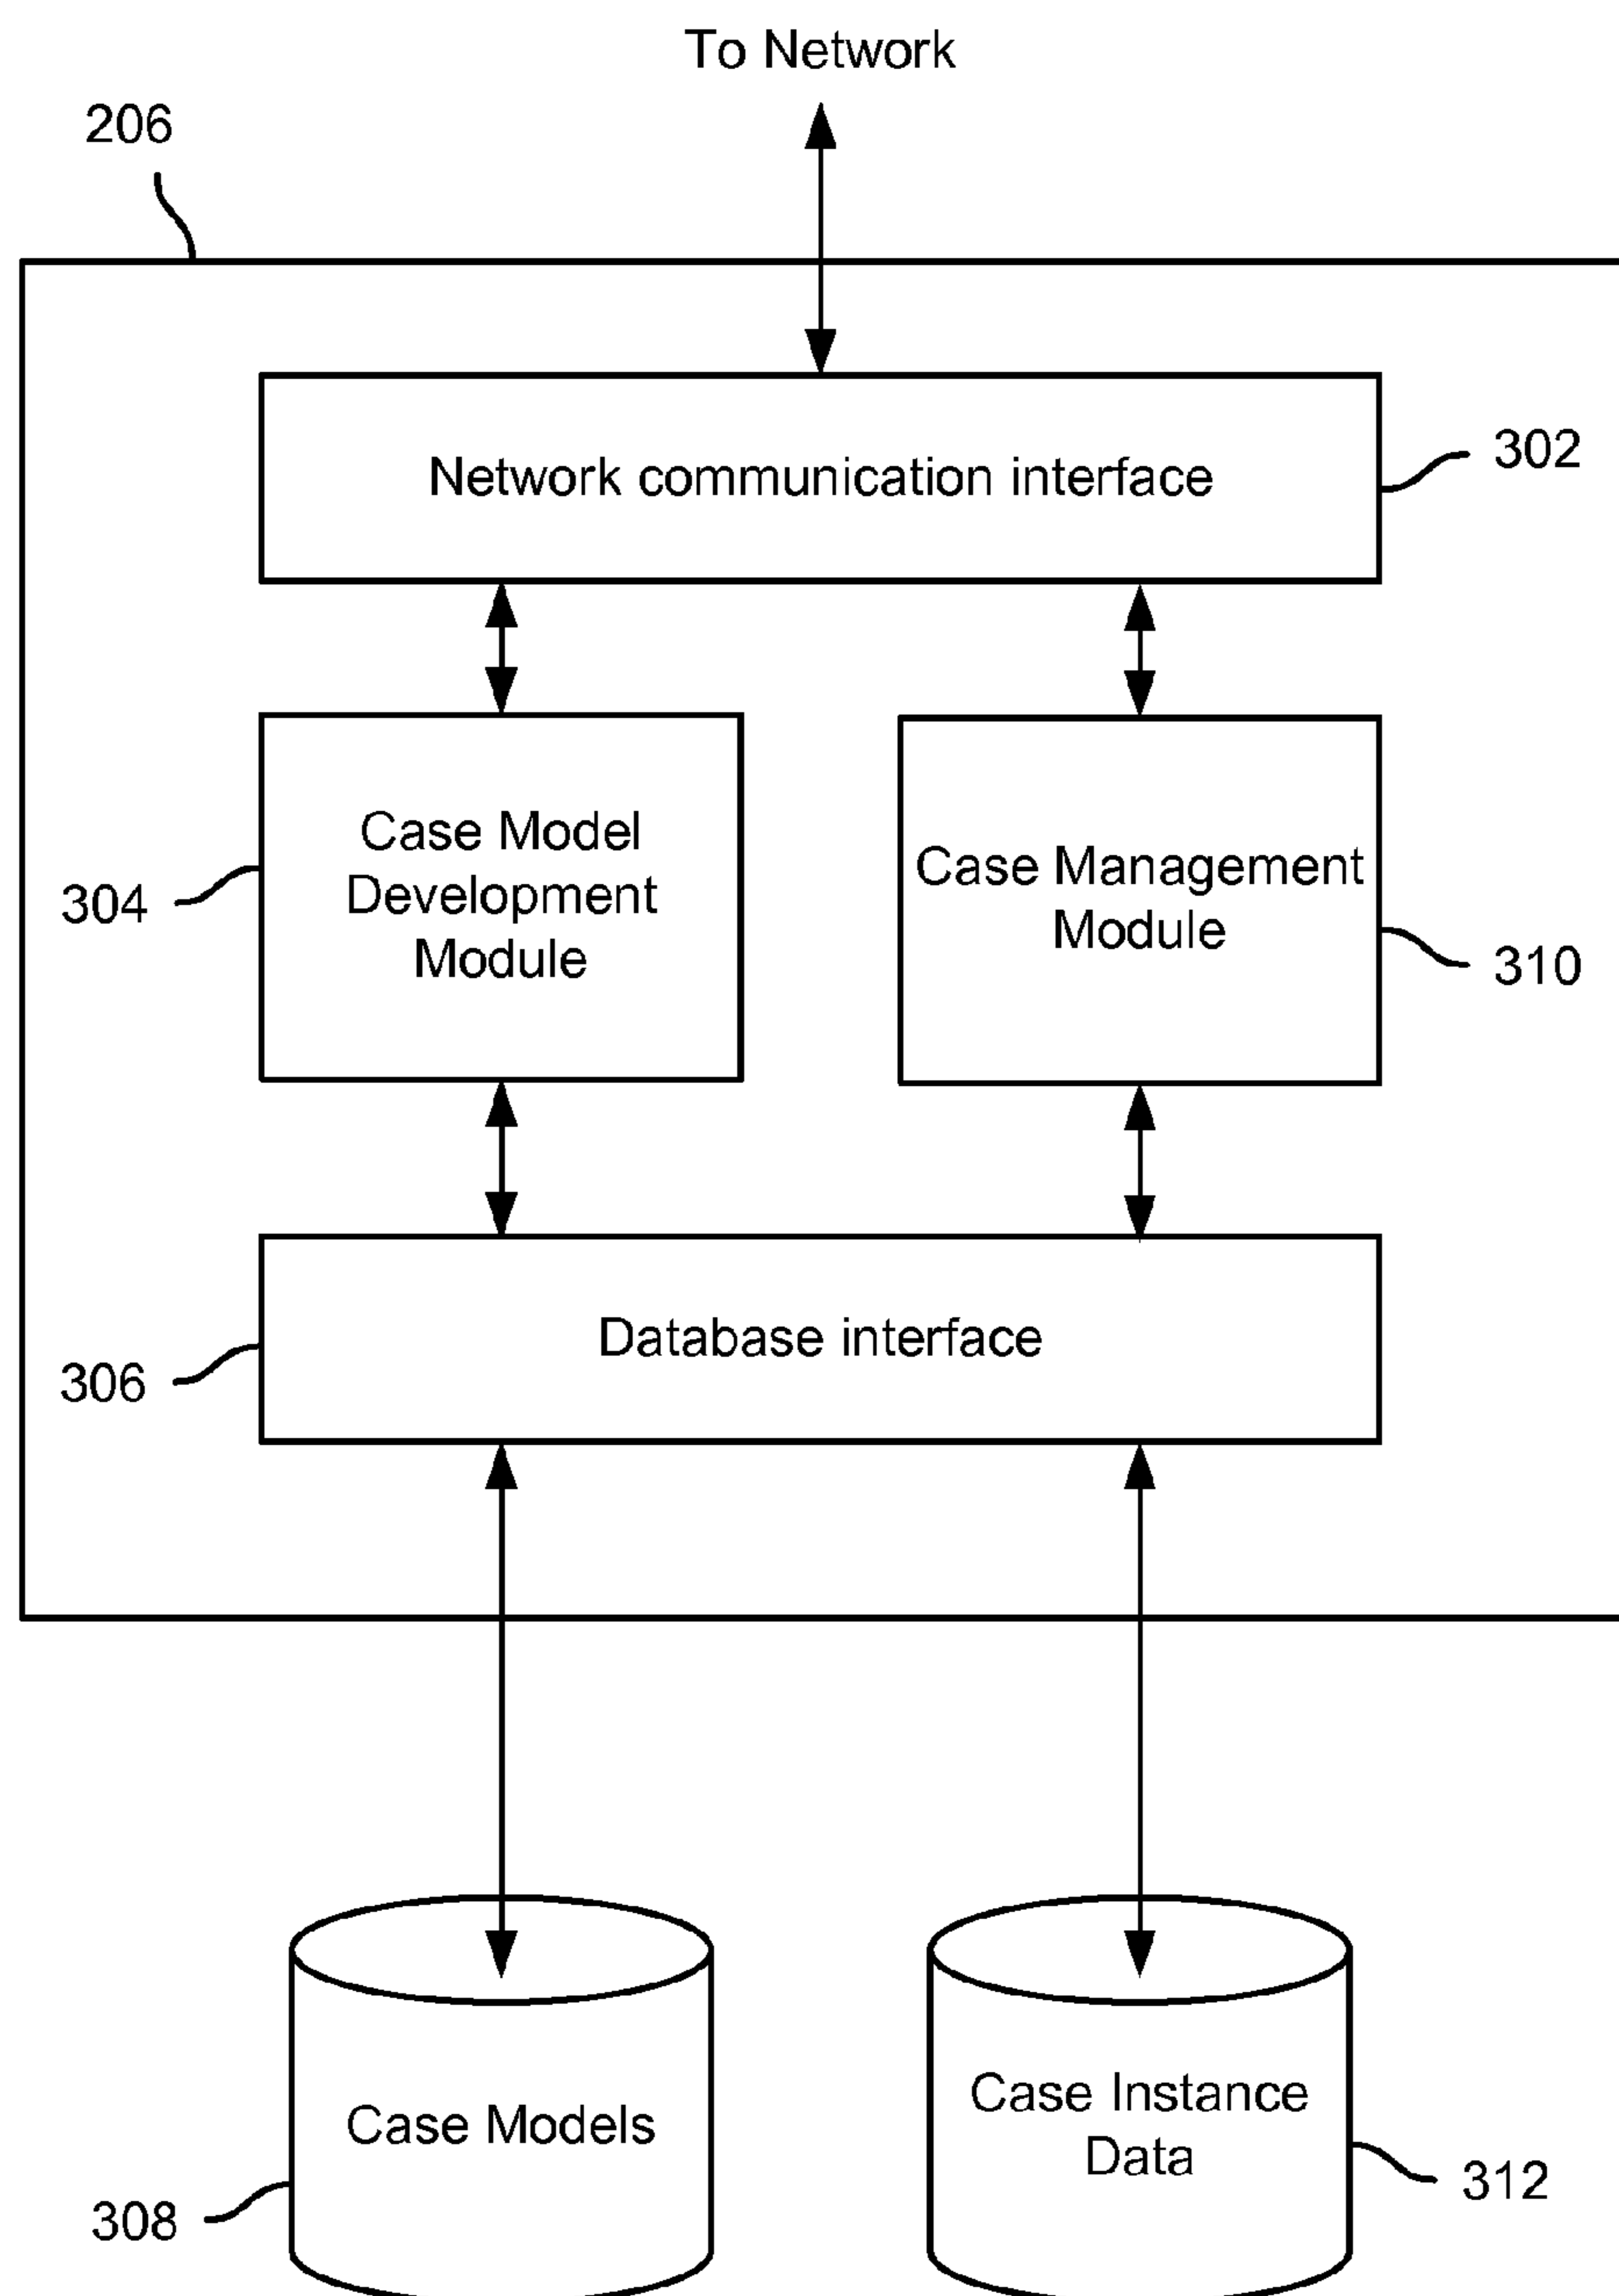 To Network
206
Network communication interface
302
Case Model
Development
Module
304
Case Management
Module
310
Database interface
306
Case Models
308
Case Instance
Data
312